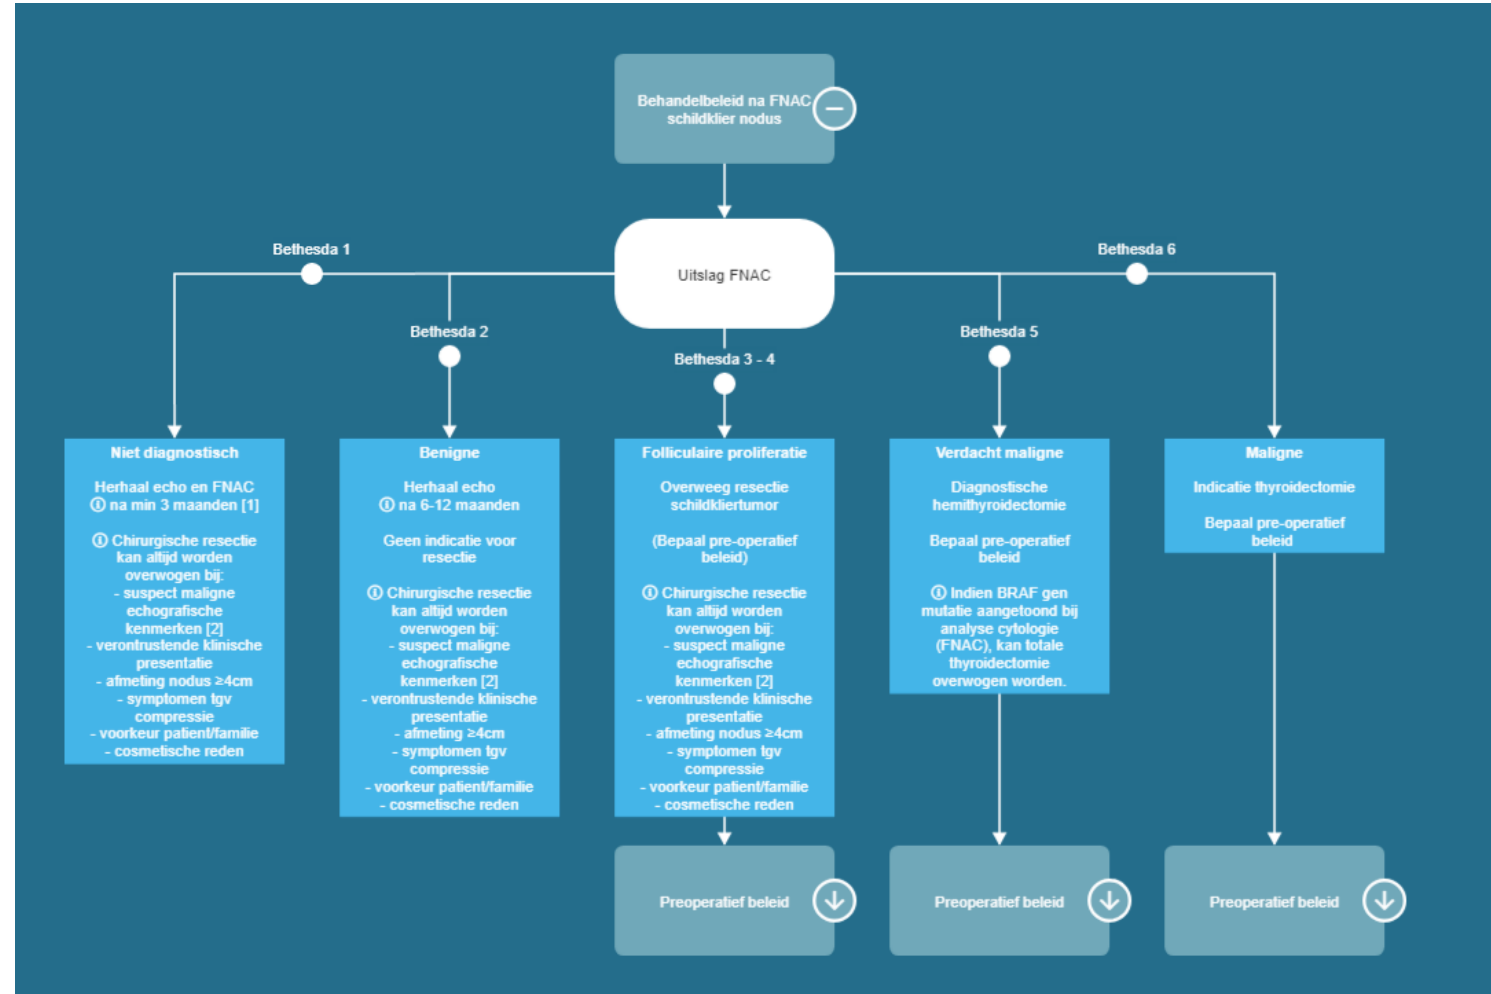 Behandelbeleid na FNAC
schildklier nodus
Uitslag FNAC
Bethesda 1
Bethesda 2
Bethesda 3 - 4
Bethesda 5
Bethesda 6
Niet diagnostisch
Herhaal echo en FNAC
ⓘ na min 3 maanden [1]
ⓘ Chirurgische resectie
kan altijd worden
overwogen bij:
- suspect maligne
echografische
kenmerken [2]
- verontrustende klinische
presentatie
- afmeting nodus ≥4cm
- symptomen tgv
compressie
- voorkeur patient/familie
- cosmetische reden
Benigne
Herhaal echo
ⓘ na 6-12 maanden
Geen indicatie voor
resectie
ⓘ Chirurgische resectie
kan altijd worden
overwogen bij:
- suspect maligne
echografische
kenmerken [2]
- verontrustende klinische
presentatie
- afmeting ≥4cm
- symptomen tgv
compressie
- voorkeur patient/familie
- cosmetische reden
Folliculaire proliferatie
Overweeg resectie
schildkliertumor
(Bepaal pre-operatief
beleid)
ⓘ Chirurgische resectie
kan altijd worden
overwogen bij:
- suspect maligne
echografische
kenmerken [2]
- verontrustende klinische
presentatie
- afmeting nodus ≥4cm
- symptomen tgv
compressie
- voorkeur patient/familie
- cosmetische reden
Verdacht maligne
Diagnostische
hemithyroidectomie
Bepaal pre-operatief
beleid
ⓘ Indien BRAF gen
mutatie aangetoond bij
analyse cytologie
(FNAC), kan totale
thyroidectomie
overwogen worden.
Maligne
Indicatie thyroidectomie
Bepaal pre-operatief
beleid
Preoperatief beleid
Preoperatief beleid
Preoperatief beleid